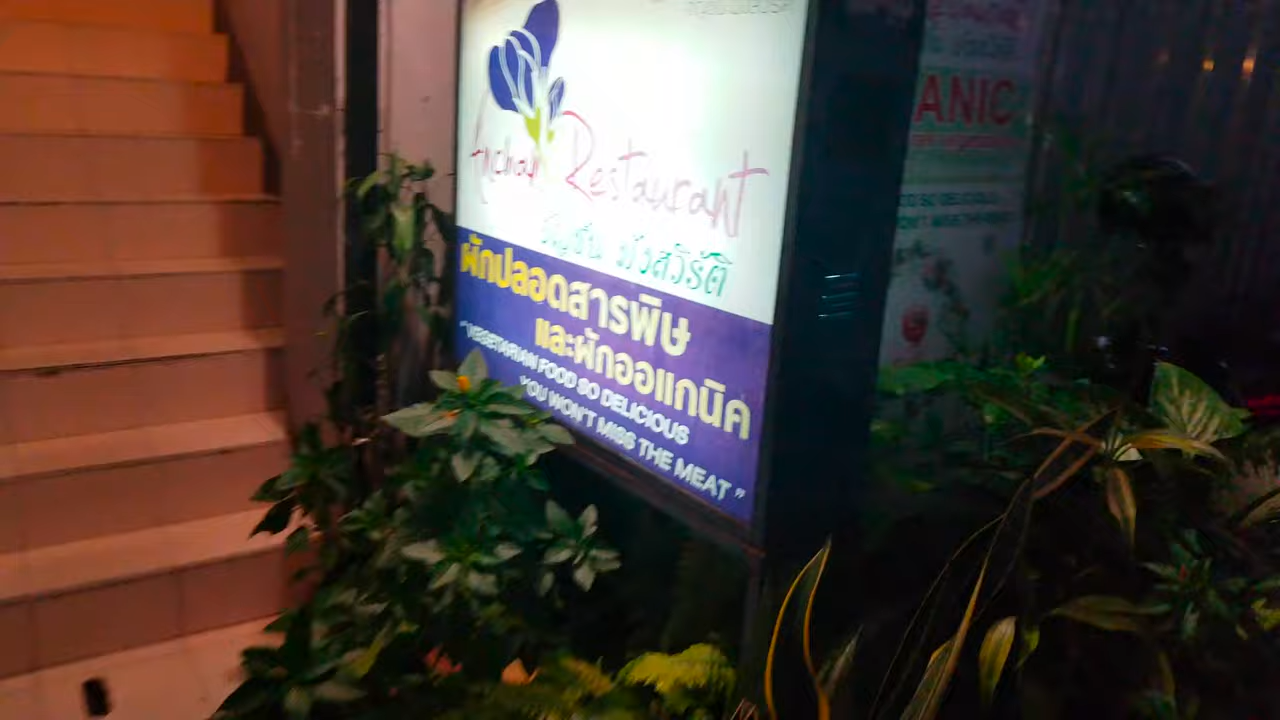 Anchan Restaurant
อัญชัน มังสวิรัติ
ผักปลอดสารพิษ
และผักออแกนิค
"VEGETARIAN FOOD SO DELICIOUS
YOU WON'T MISS THE MEAT"
ANIC
SO DELICIOUS